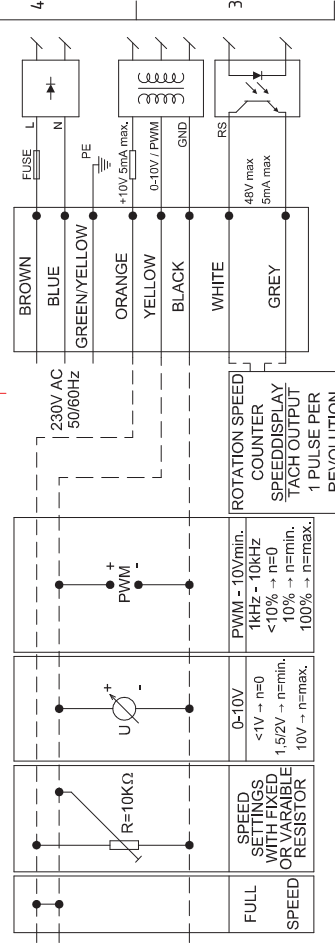 4
3
L
N
FUSE
PE
+10V 5mA max.
0-10V / PWM
GND
RS
48V max
5mA max
BROWN
BLUE
GREEN/YELLOW
ORANGE
YELLOW
BLACK
WHITE
GREY
230V AC
50/60Hz
ROTATION SPEED
COUNTER
SPEEDDISPLAY
TACH OUTPUT
1 PULSE PER
REVOLUTION
+
PWM
-
PWM - 10Vmin.
1kHz - 10kHz
<10% → n=0
10% → n=min.
100% → n=max.
+
U
-
0-10V
<1V → n=0
1,5/2V → n=min.
10V → n=max.
R=10KΩ
SPEED
SETTINGS
WITH FIXED
OR VARAIBLE
RESISTOR
FULL
SPEED